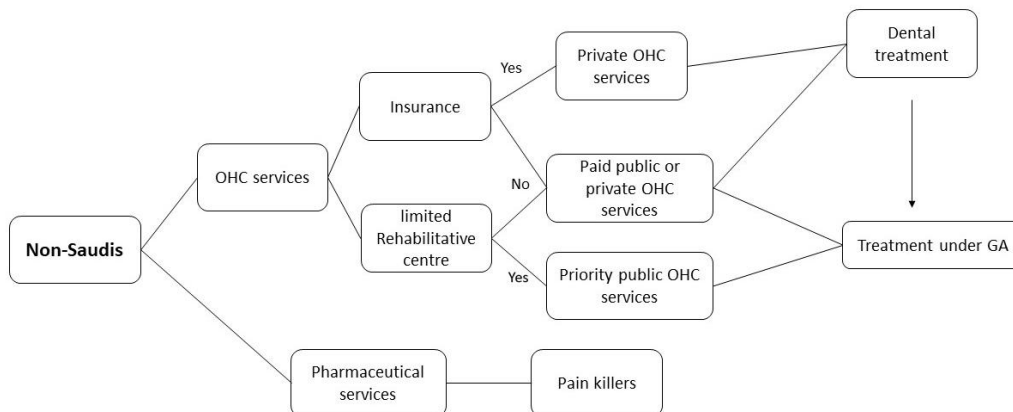 Dental
treatment
Private OHC
services
Yes
Insurance
OHC services
No
Paid public or
private OHC
services
limited
Rehabilitative
centre
Non-Saudis
Treatment under GA
Yes
Priority public OHC
services
Pharmaceutical
services
Pain killers